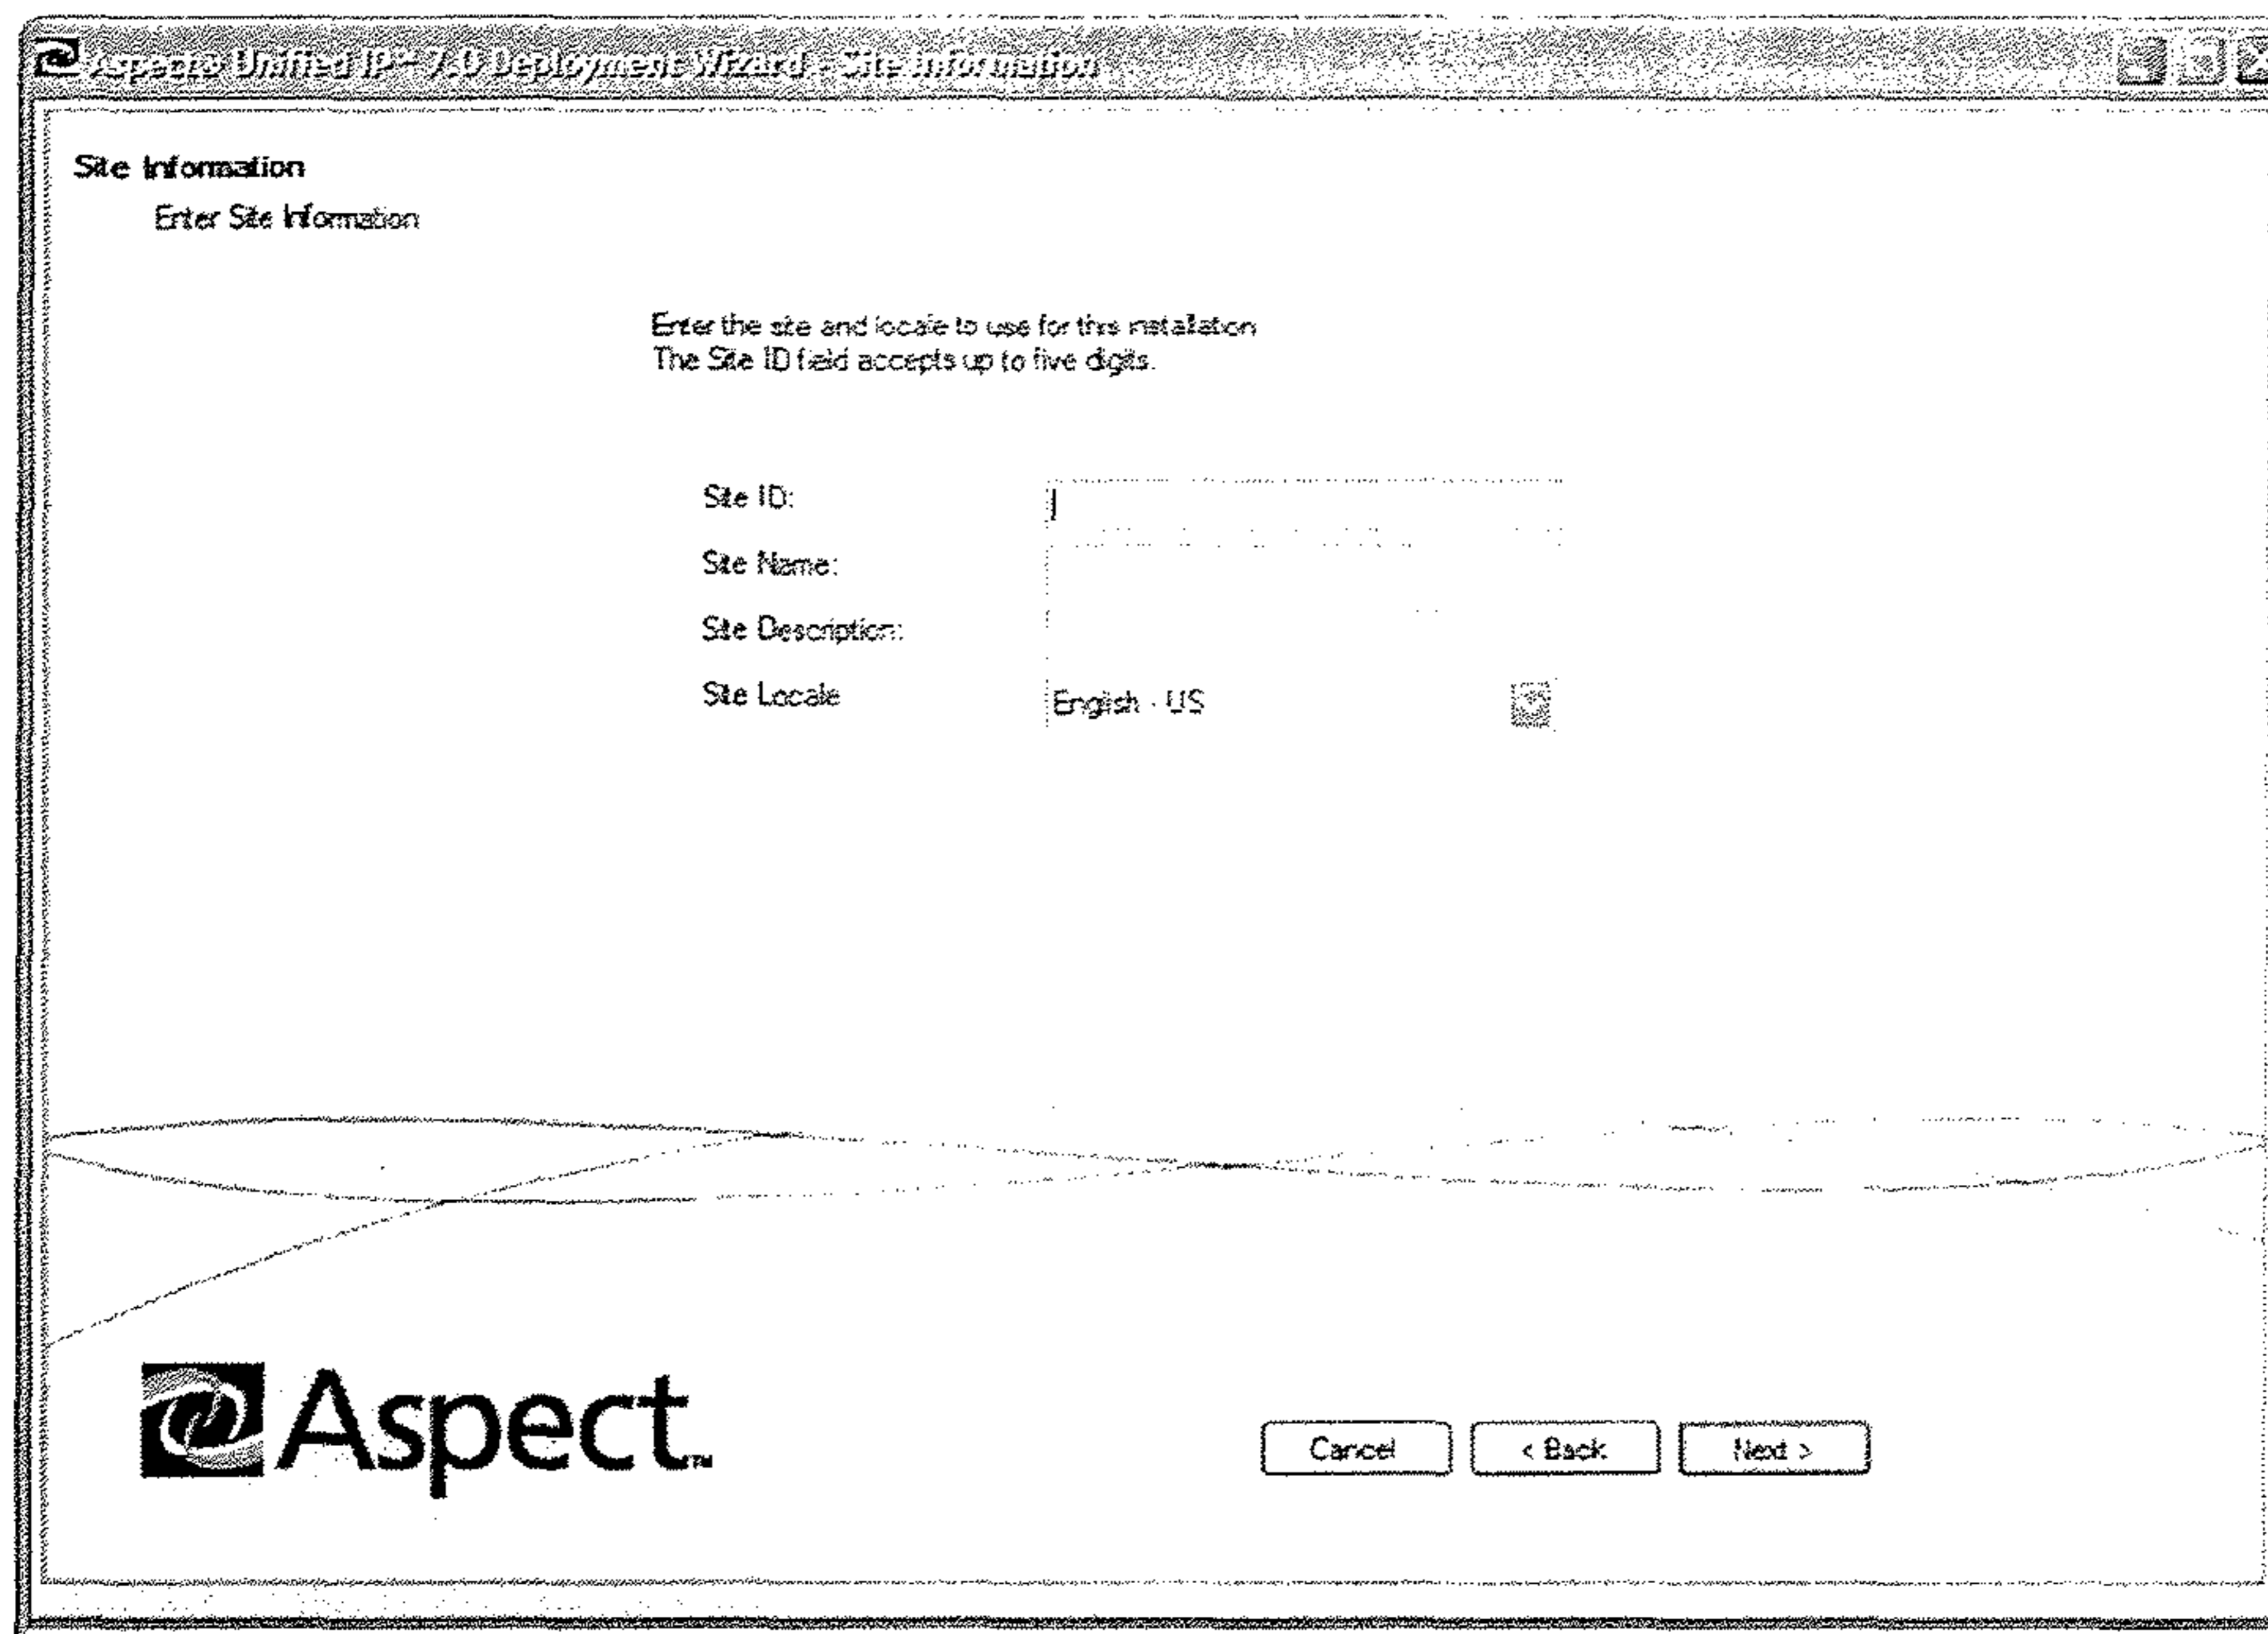 Aspect® Unified IP™ 7.0 Deployment Wizard - Site Information
Site Information
Enter Site Information
Enter the site and locale to use for this installation
The Site ID field accepts up to five digits.
Site ID:
Site Name:
Site Description:
Site Locale
English - US
Aspect™
Cancel
< Back
Next >